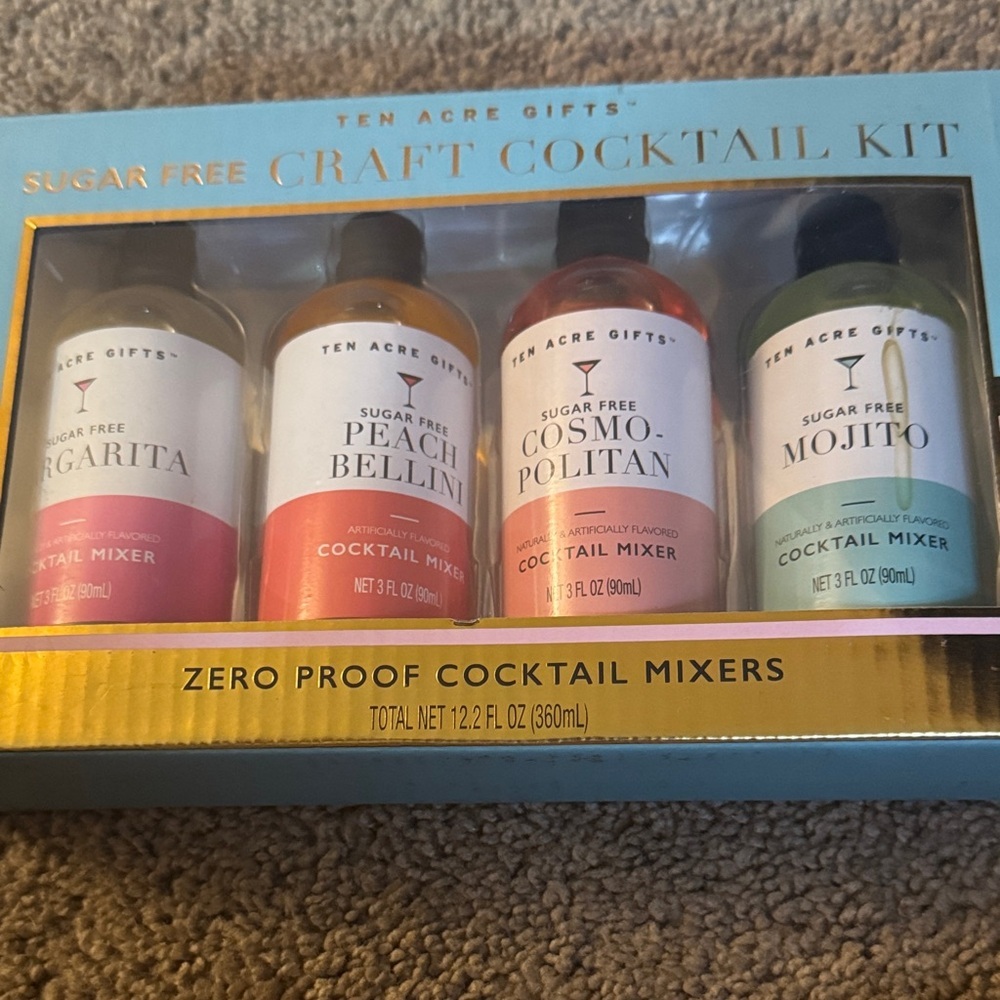 TEN ACRE GIFTS™
SUGAR FREE CRAFT COCKTAIL KIT
ACRE GIFTS™
SUGAR FREE
RGARITA
& ARTIFICIALLY FLAVORED
CKTAIL MIXER
NET 3 FL OZ (90mL)
TEN ACRE GIFTS™
SUGAR FREE
PEACH
BELLINI
ARTIFICIALLY FLAVORED
COCKTAIL MIXER
NET 3 FL OZ (90mL)
TEN ACRE GIFTS™
SUGAR FREE
COSMO-
POLITAN
NATURALLY & ARTIFICIALLY FLAVORED
COCKTAIL MIXER
NET 3 FL OZ (90mL)
TEN ACRE GIFTS™
SUGAR FREE
MOJITO
NATURALLY & ARTIFICIALLY FLAVORED
COCKTAIL MIXER
NET 3 FL OZ (90mL)
ZERO PROOF COCKTAIL MIXERS
TOTAL NET 12.2 FL OZ (360mL)